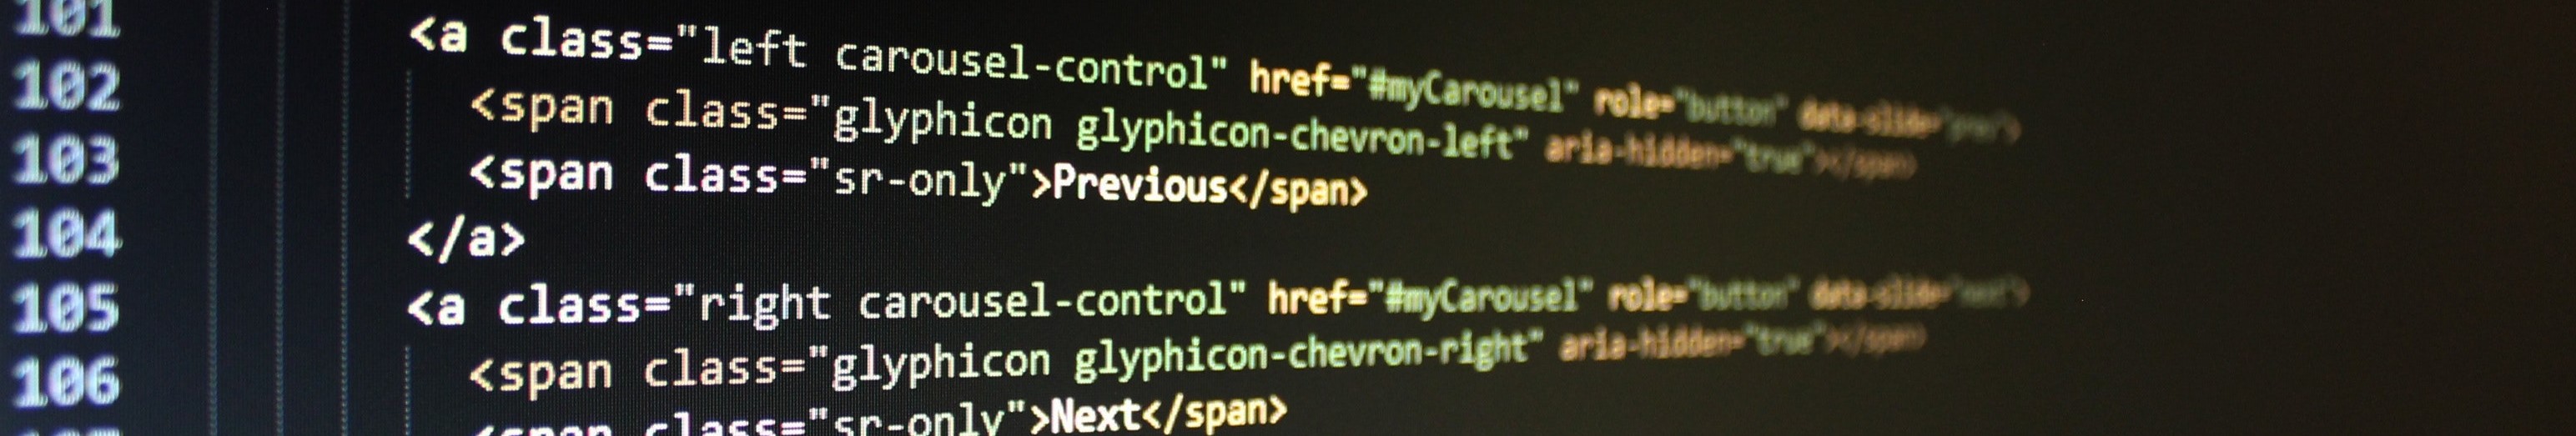 101 <a class="left carousel-control" href="#myCarousel" role="button" data-slide="prev">
102 <span class="glyphicon glyphicon-chevron-left" aria-hidden="true"></span>
103 <span class="sr-only">Previous</span>
104 </a>
105 <a class="right carousel-control" href="#myCarousel" role="button" data-slide="next">
106 <span class="glyphicon glyphicon-chevron-right" aria-hidden="true"></span>
<span class="sr-only">Next</span>